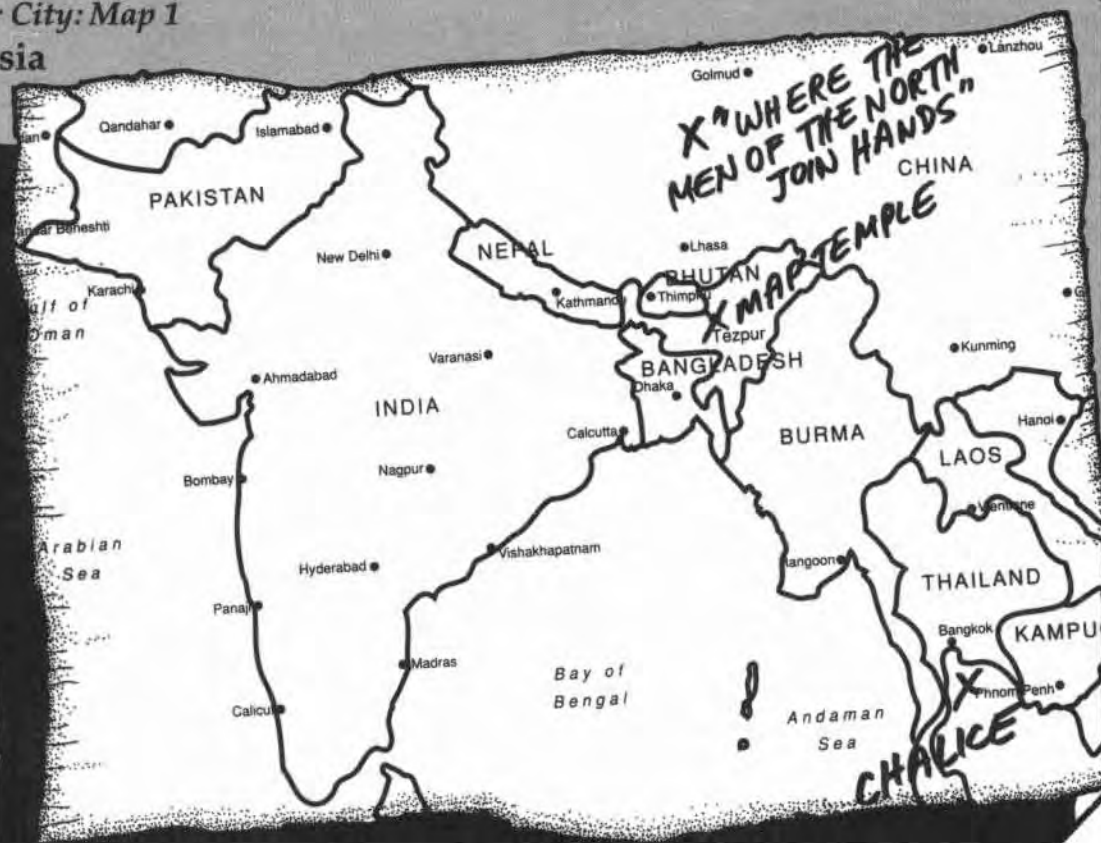 City: Map 1
sia
Lanzhou
Golmud
X "WHERE THE
MEN OF THE NORTH
JOIN HANDS"
Qandahar
Islamabad
CHINA
PAKISTAN
Lhasa
New Delhi
NEPAL
BHUTAN
X MAP TEMPLE
Karachi
Kathmandu
Thimphu
Tezpur
Varanasi
BANGLADESH
Kunming
Ahmadabad
Dhaka
INDIA
Calcutta
BURMA
Hanoi
LAOS
Bombay
Nagpur
Vientiane
Arabian
Sea
Vishakhapatnam
Hyderabad
Rangoon
THAILAND
Panaji
Bangkok
KAMPU
Madras
Bay of
Bengal
X
Phnom Penh
Calicut
Andaman
Sea
CHALICE